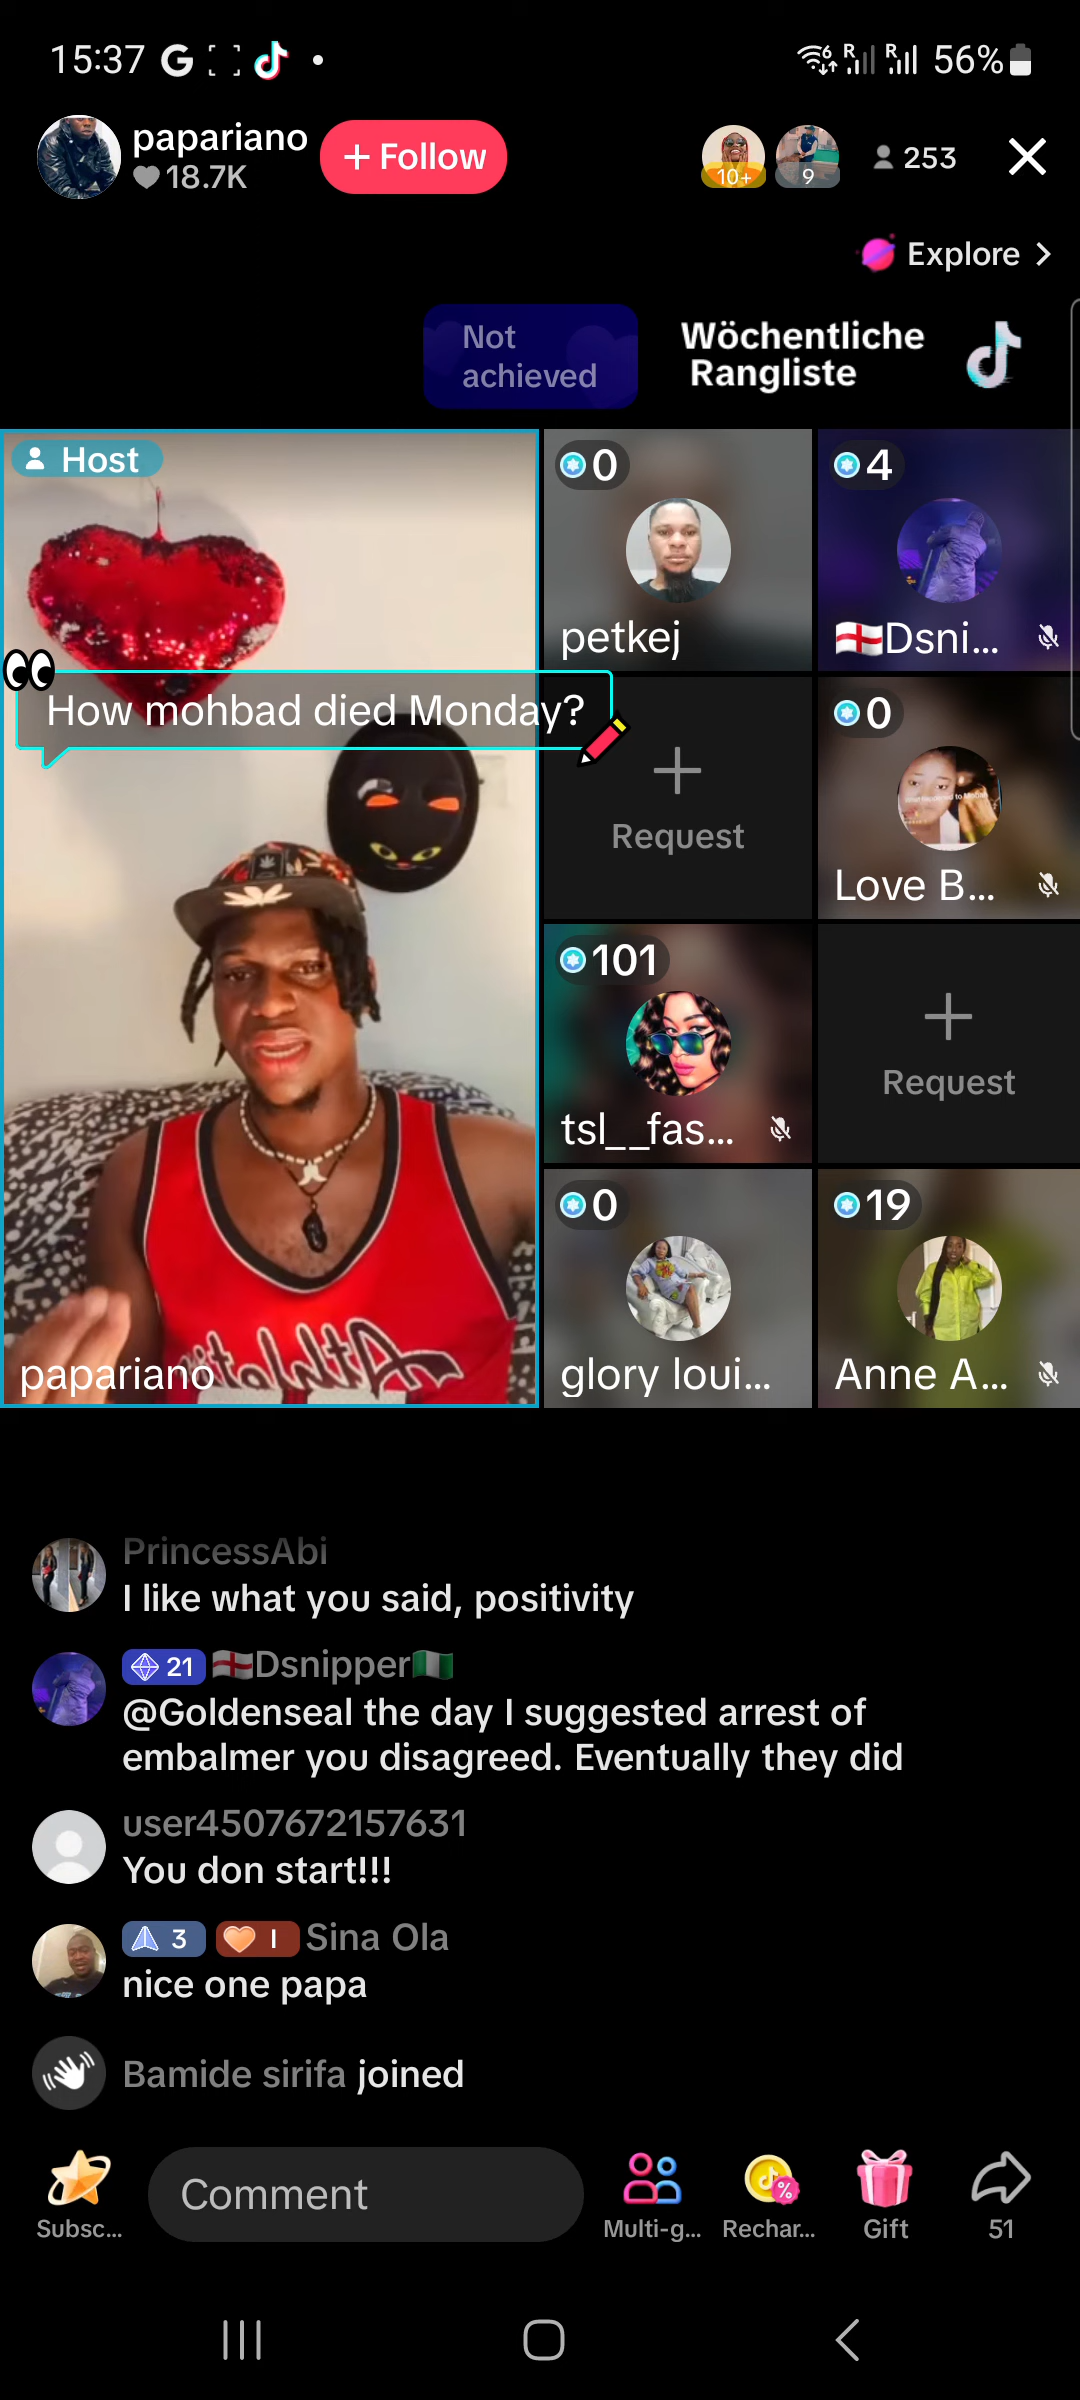 15:37
56%
papariano
18.7K
+ Follow
10+
9
253
Explore
Not
achieved
Wöchentliche
Rangliste
Host
0
petkej
4
Dsni...
How mohbad died Monday?
Request
0
Love B...
101
tsl__fas...
Request
0
glory loui...
19
Anne A...
papariano
PrincessAbi
I like what you said, positivity
21 Dsnipper
@Goldenseal the day I suggested arrest of
embalmer you disagreed. Eventually they did
user4507672157631
You don start!!!
3 I Sina Ola
nice one papa
Bamide sirifa joined
Subsc...
Comment
Multi-g...
Rechar...
Gift
51